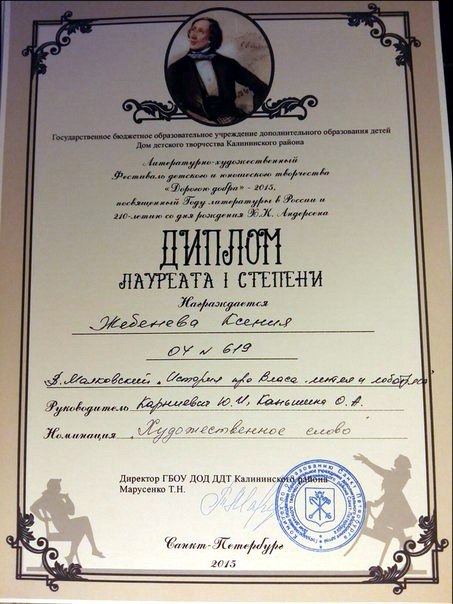 Государственное бюджетное образовательное учреждение дополнительного образования детей
Дом детского творчества Калининского района
Литературно-художественный
Фестиваль детского и юношеского творчества
«Дорогою добра» - 2015,
посвященный Году литературы в России и
210-летию со дня рождения Х.К. Андерсена
ДИПЛОМ
ЛАУРЕАТА I СТЕПЕНИ
Награждается
Жебенева Ксения
ОУ № 619
В. Маяковский „История про Власа лентяя и лоботряса"
Руководитель Карниевич Ю.И, Каньшина О.А.
Номинация „Художественное слово"
Директор ГБОУ ДОД ДДТ Калининского района
Марусенко Т.Н.
Санкт-Петербург
2015